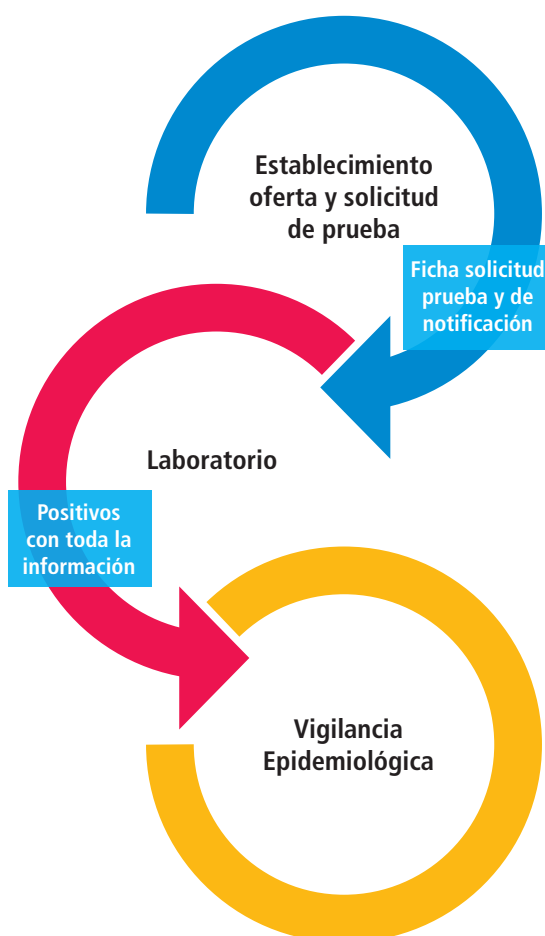 Establecimiento
oferta y solicitud
de prueba
Ficha solicitud
prueba y de
notificación
Laboratorio
Positivos
con toda la
información
Vigilancia
Epidemiológica